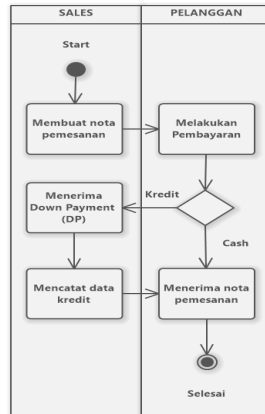 SALES
PELANGGAN
Start
Membuat nota
pemesanan
Melakukan
Pembayaran
Kredit
Menerima
Down Payment
(DP)
Cash
Mencatat data
kredit
Menerima nota
pemesanan
Selesai